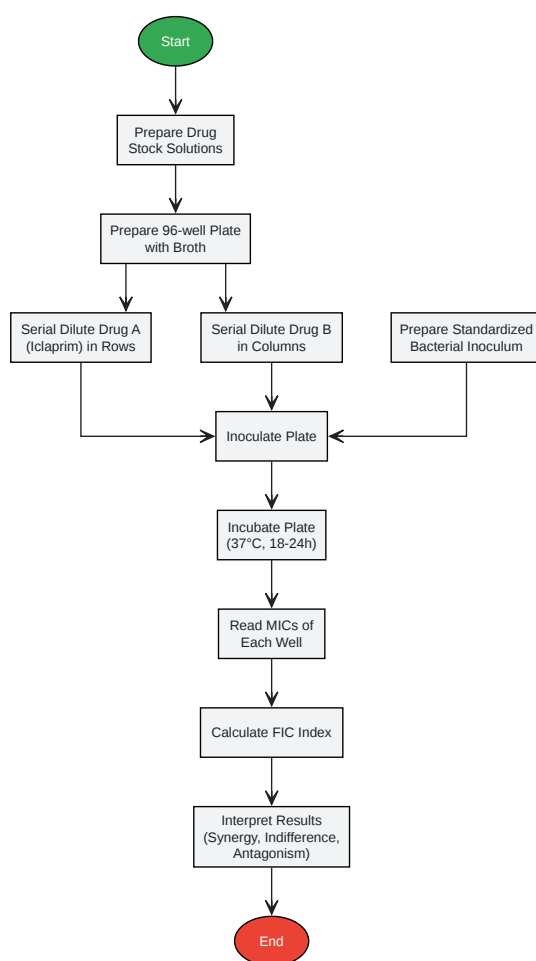 Start
Prepare Drug
Stock Solutions
Prepare 96-well Plate
with Broth
Serial Dilute Drug A
(Iclaprim) in Rows
Serial Dilute Drug B
in Columns
Prepare Standardized
Bacterial Inoculum
Inoculate Plate
Incubate Plate
(37°C, 18-24h)
Read MICs of
Each Well
Calculate FIC Index
Interpret Results
(Synergy, Indifference,
Antagonism)
End